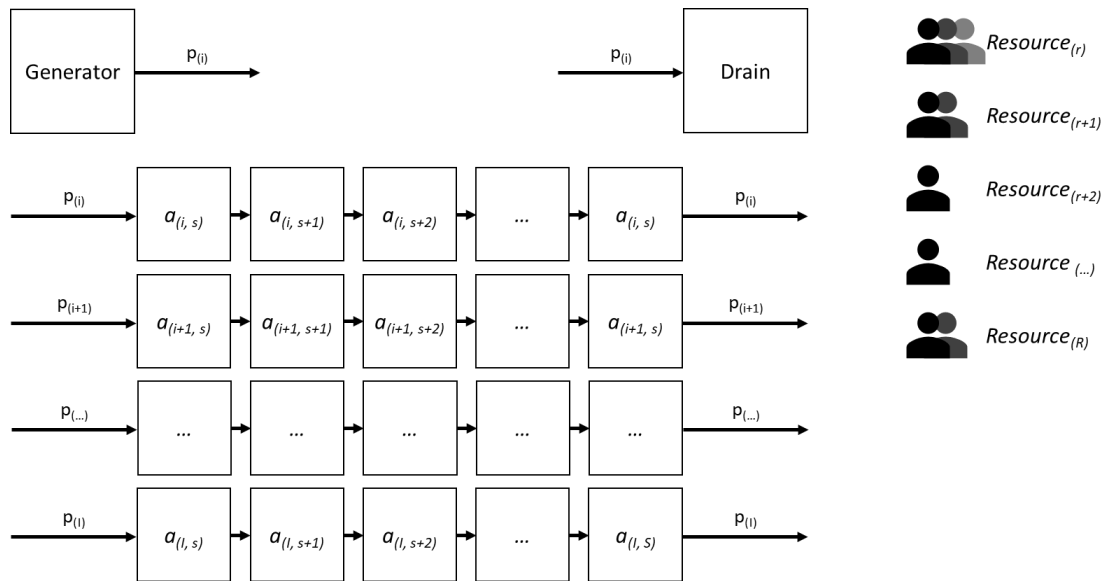 Generator
p(i)
p(i)
Drain
Resource(r)
Resource(r+1)
p(i)
a(i, s)
a(i, s+1)
a(i, s+2)
...
a(i, s)
p(i)
Resource(r+2)
Resource (...)
p(i+1)
a(i+1, s)
a(i+1, s+1)
a(i+1, s+2)
...
a(i+1, s)
p(i+1)
Resource(R)
p(...)
...
...
...
...
...
p(...)
p(I)
a(I, s)
a(I, s+1)
a(I, s+2)
...
a(I, S)
p(I)